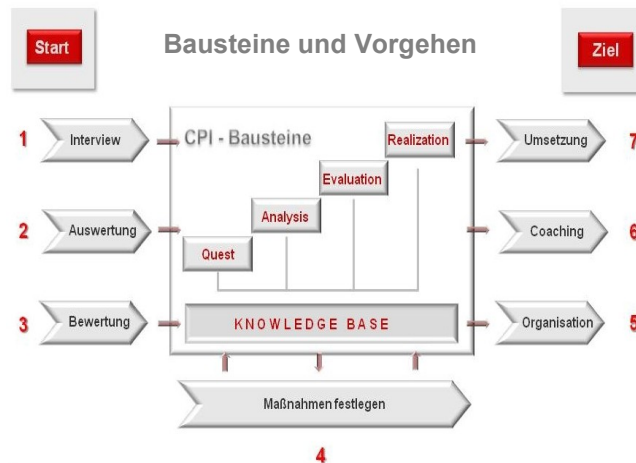 Start
Bausteine und Vorgehen
Ziel
1
Interview
CPI - Bausteine
Realization
Umsetzung
7
Evaluation
2
Auswertung
Analysis
Coaching
6
Quest
3
Bewertung
KNOWLEDGE BASE
Organisation
5
Maßnahmen festlegen
4